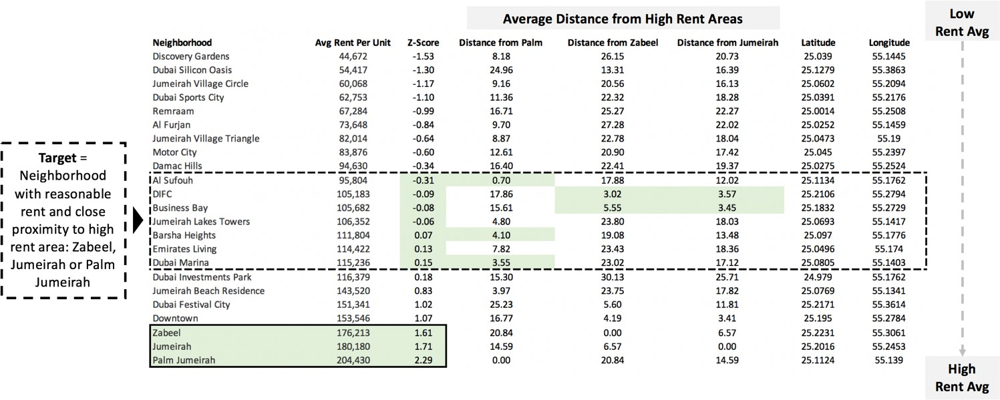 Average Distance from High Rent Areas
Low
Rent Avg
Neighborhood Avg Rent Per Unit Z-Score Distance from Palm Distance from Zabeel Distance from Jumeirah Latitude Longitude
Discovery Gardens 44,672 -1.53 8.18 26.15 20.73 25.039 55.1445
Dubai Silicon Oasis 54,417 -1.30 24.96 13.31 16.39 25.1279 55.3863
Jumeirah Village Circle 60,068 -1.17 9.16 20.56 16.13 25.0602 55.2094
Dubai Sports City 62,753 -1.10 11.36 22.32 18.28 25.0391 55.2176
Remraam 67,284 -0.99 16.71 25.27 22.27 25.0014 55.2508
Al Furjan 73,648 -0.84 9.70 27.28 22.02 25.0252 55.1459
Jumeirah Village Triangle 82,014 -0.64 8.87 22.78 18.04 25.0473 55.19
Motor City 83,876 -0.60 12.61 20.90 17.42 25.045 55.2397
Damac Hills 94,630 -0.34 16.40 22.41 19.37 25.0275 55.2524
Al Sufouh 95,804 -0.31 0.70 17.88 12.02 25.1134 55.1762
DIFC 105,183 -0.09 17.86 3.02 3.57 25.2106 55.2794
Business Bay 105,682 -0.08 15.61 5.55 3.45 25.1832 55.2729
Jumeirah Lakes Towers 106,352 -0.06 4.80 23.80 18.03 25.0693 55.1417
Barsha Heights 111,804 0.07 4.10 19.08 13.48 25.097 55.1776
Emirates Living 114,422 0.13 7.82 23.43 18.36 25.0496 55.174
Dubai Marina 115,236 0.15 3.55 23.02 17.12 25.0805 55.1403
Dubai Investments Park 116,379 0.18 15.30 30.13 25.71 24.979 55.1762
Jumeirah Beach Residence 143,520 0.83 3.97 23.75 17.82 25.0769 55.1341
Dubai Festival City 151,341 1.02 25.23 5.60 11.81 25.2171 55.3614
Downtown 153,546 1.07 16.77 4.19 3.41 25.195 55.2784
Zabeel 176,213 1.61 20.84 0.00 6.57 25.2231 55.3061
Jumeirah 180,180 1.71 14.59 6.57 0.00 25.2016 55.2453
Palm Jumeirah 204,430 2.29 0.00 20.84 14.59 25.1124 55.139
Target =
Neighborhood
with reasonable
rent and close
proximity to high
rent area: Zabeel,
Jumeirah or Palm
Jumeirah
High
Rent Avg